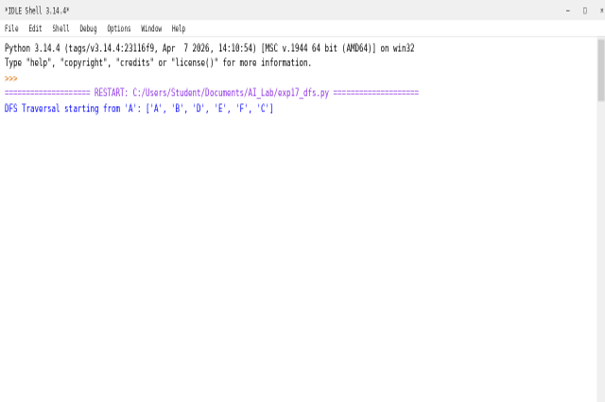 *IDLE Shell 3.14.4*
File Edit Shell Debug Options Window Help
Python 3.14.4 (tags/v3.14.4:23116f9, Apr  7 2026, 14:10:54) [MSC v.1944 64 bit (AMD64)] on win32
Type "help", "copyright", "credits" or "license()" for more information.
>>>
==================== RESTART: C:/Users/Student/Documents/AI_Lab/exp17_dfs.py ====================
DFS Traversal starting from 'A': ['A', 'B', 'D', 'E', 'F', 'C']